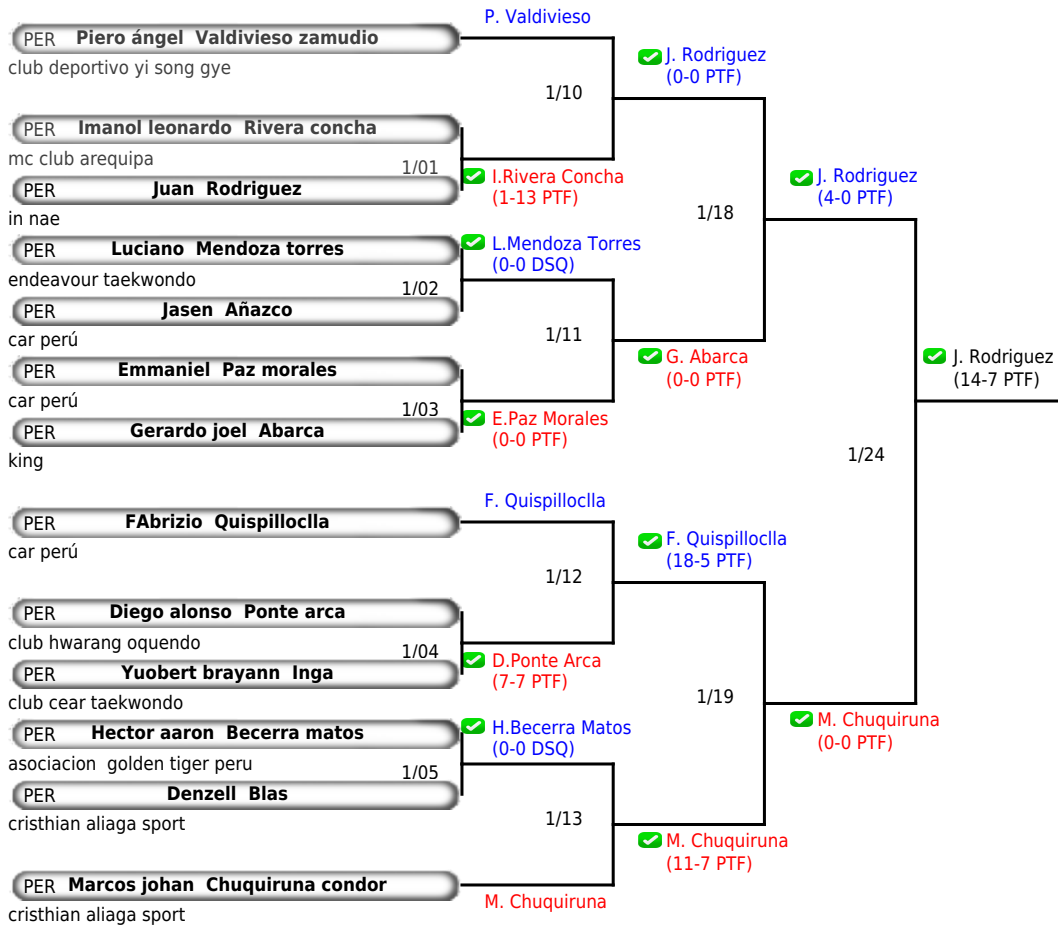 P. Valdivieso
PER Piero ángel Valdivieso zamudio
club deportivo yi song gye
J. Rodriguez
(0-0 PTF)
1/10
PER Imanol leonardo Rivera concha
mc club arequipa
1/01
I.Rivera Concha
(1-13 PTF)
PER Juan Rodriguez
in nae
J. Rodriguez
(4-0 PTF)
1/18
PER Luciano Mendoza torres
endeavour taekwondo
L.Mendoza Torres
(0-0 DSQ)
1/02
PER Jasen Añazco
car perú
1/11
G. Abarca
(0-0 PTF)
J. Rodriguez
(14-7 PTF)
PER Emmaniel Paz morales
car perú
1/03
E.Paz Morales
(0-0 PTF)
PER Gerardo joel Abarca
king
1/24
F. Quispilloclla
PER FAbrizio Quispilloclla
car perú
F. Quispilloclla
(18-5 PTF)
1/12
PER Diego alonso Ponte arca
club hwarang oquendo
1/04
D.Ponte Arca
(7-7 PTF)
PER Yuobert brayann Inga
club cear taekwondo
1/19
M. Chuquiruna
(0-0 PTF)
PER Hector aaron Becerra matos
asociacion golden tiger peru
H.Becerra Matos
(0-0 DSQ)
1/05
PER Denzell Blas
cristhian aliaga sport
1/13
M. Chuquiruna
(11-7 PTF)
PER Marcos johan Chuquiruna condor
cristhian aliaga sport
M. Chuquiruna